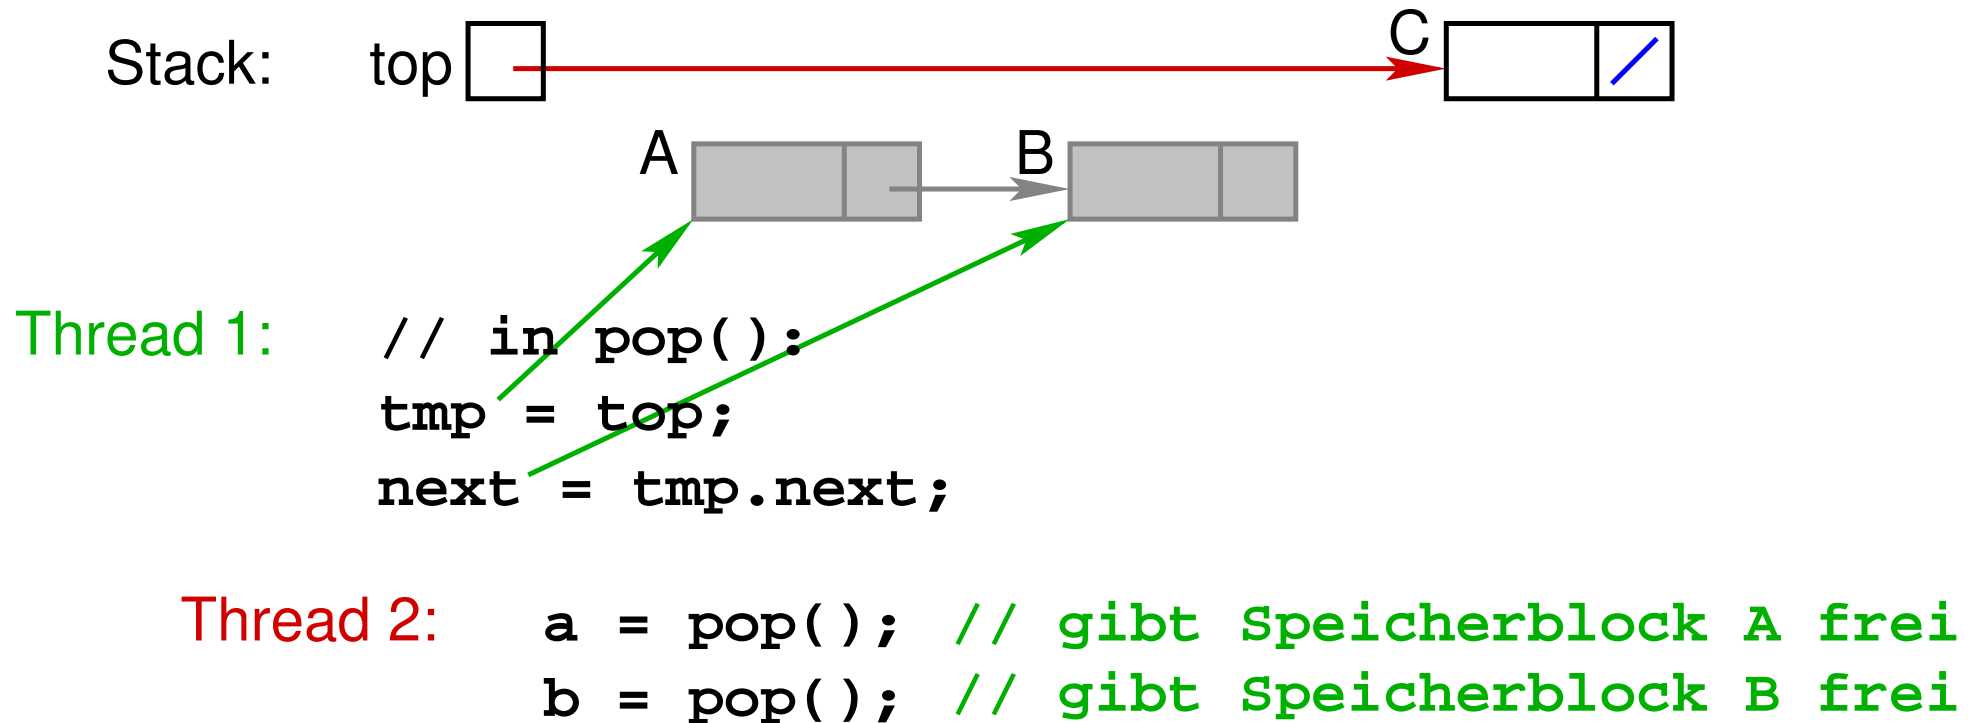 Stack: top C
A B
Thread 1: // in pop():
tmp = top;
next = tmp.next;
Thread 2: a = pop(); // gibt Speicherblock A frei
b = pop(); // gibt Speicherblock B frei